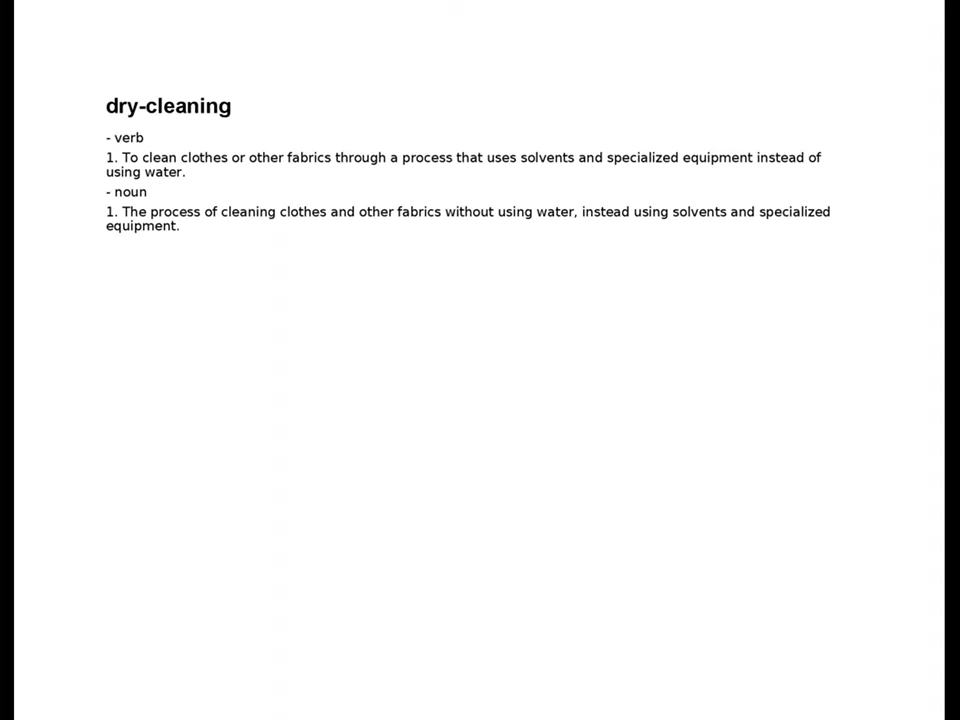 dry-cleaning
- verb
1. To clean clothes or other fabrics through a process that uses solvents and specialized equipment instead of
using water.
- noun
1. The process of cleaning clothes and other fabrics without using water, instead using solvents and specialized
equipment.